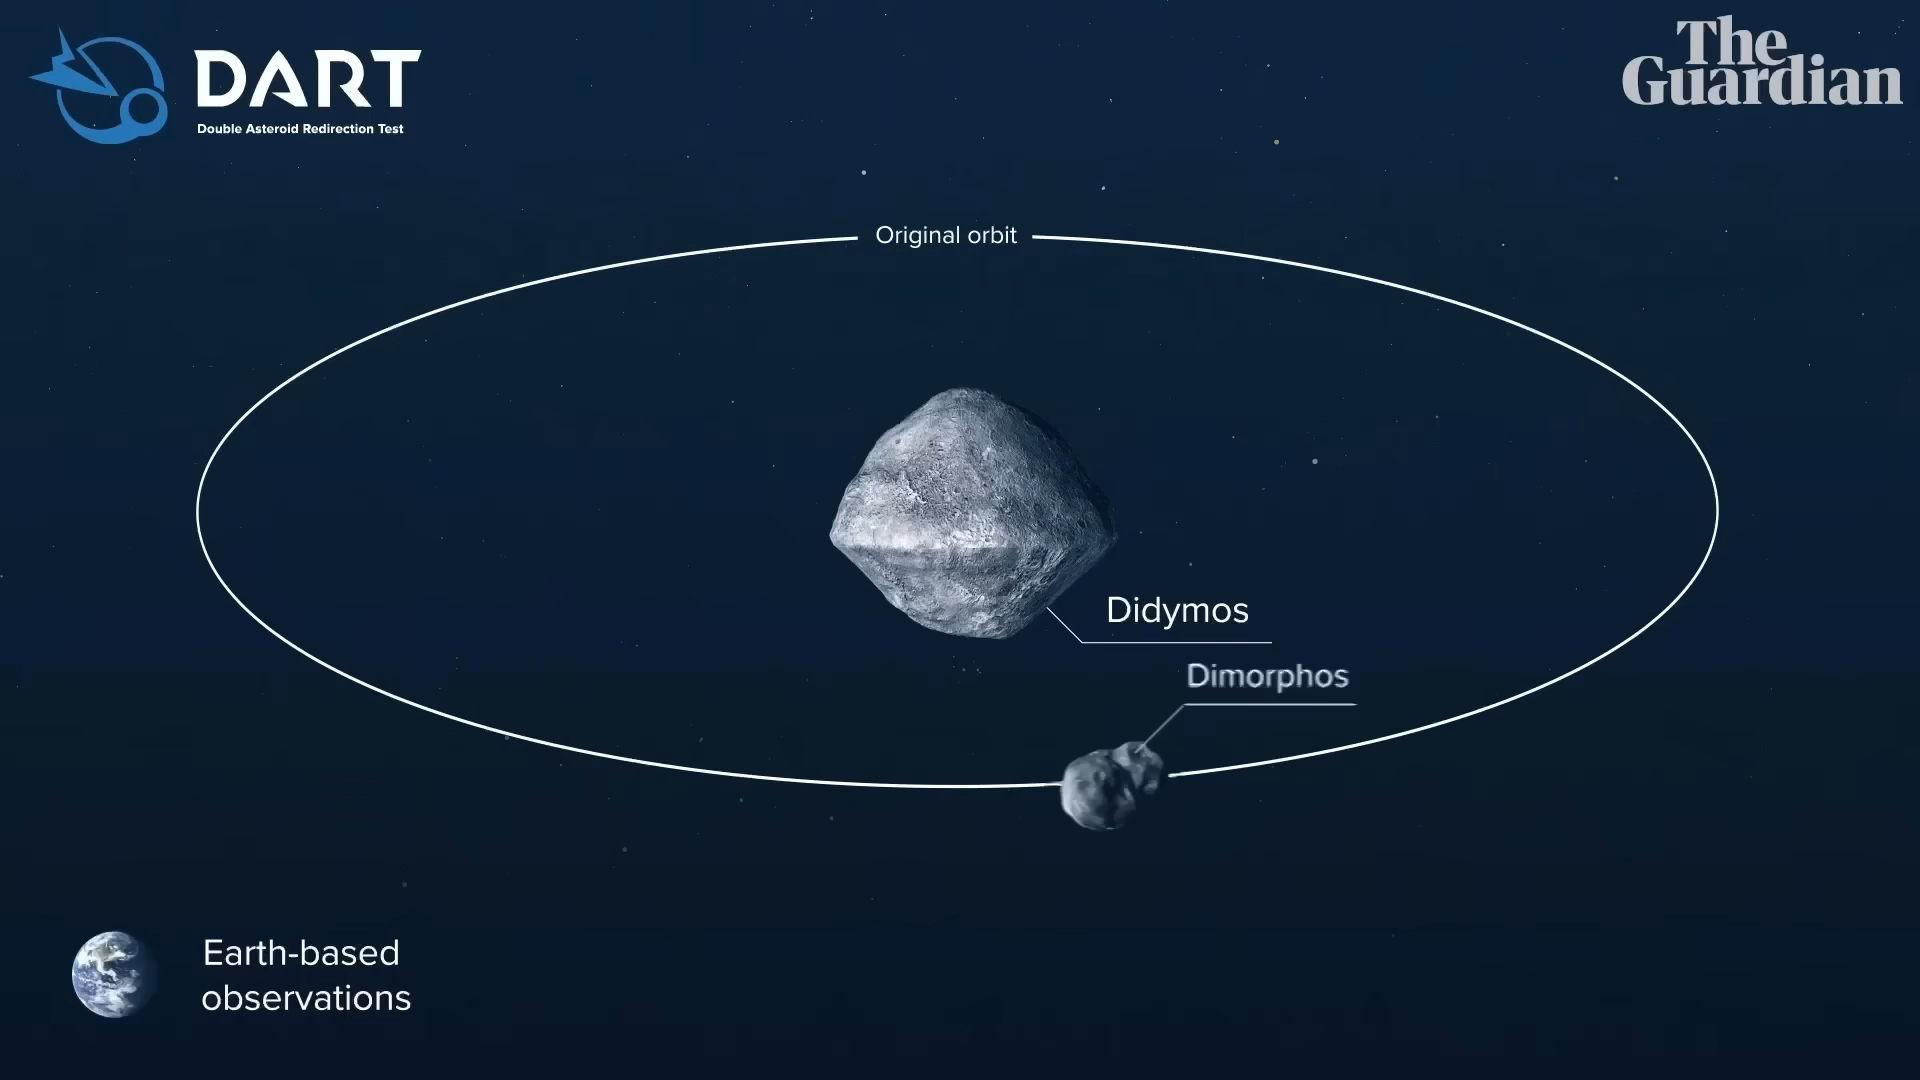 DART
Double Asteroid Redirection Test
The
Guardian
Original orbit
Didymos
Dimorphos
Earth-based
observations